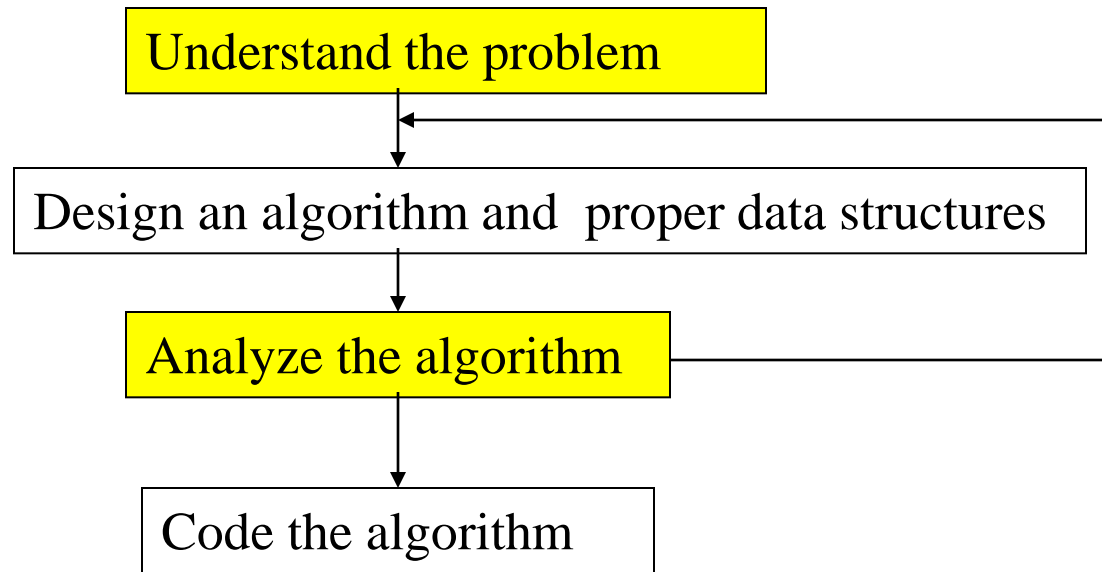 Understand the problem
Design an algorithm and  proper data structures
Analyze the algorithm
Code the algorithm